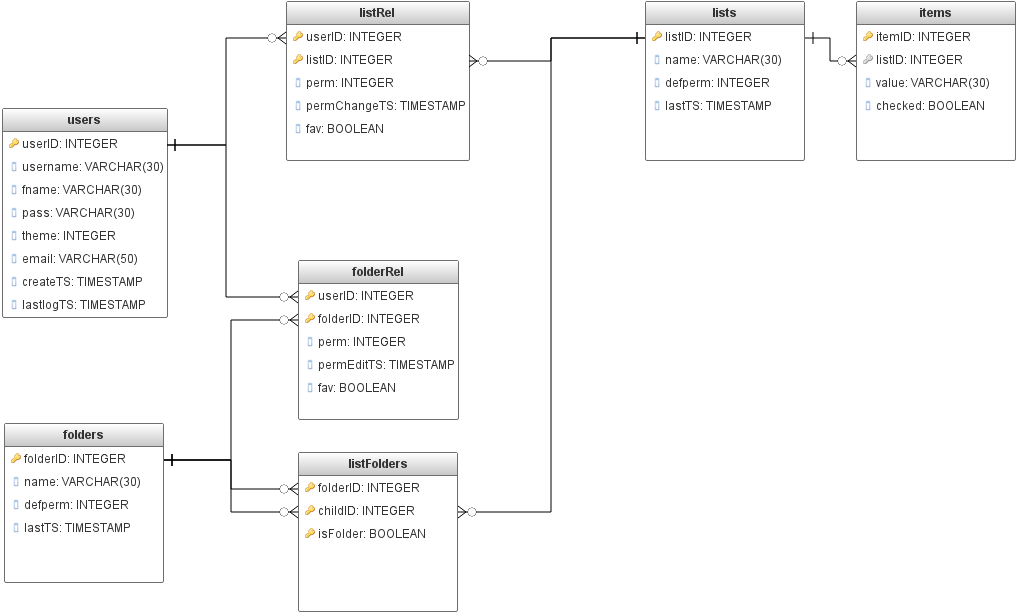 listRel
userID: INTEGER
listID: INTEGER
perm: INTEGER
permChangeTS: TIMESTAMP
fav: BOOLEAN
lists
listID: INTEGER
name: VARCHAR(30)
defperm: INTEGER
lastTS: TIMESTAMP
items
itemID: INTEGER
listID: INTEGER
value: VARCHAR(30)
checked: BOOLEAN
users
userID: INTEGER
username: VARCHAR(30)
fname: VARCHAR(30)
pass: VARCHAR(30)
theme: INTEGER
email: VARCHAR(50)
createTS: TIMESTAMP
lastlogTS: TIMESTAMP
folderRel
userID: INTEGER
folderID: INTEGER
perm: INTEGER
permEditTS: TIMESTAMP
fav: BOOLEAN
folders
folderID: INTEGER
name: VARCHAR(30)
defperm: INTEGER
lastTS: TIMESTAMP
listFolders
folderID: INTEGER
childID: INTEGER
isFolder: BOOLEAN